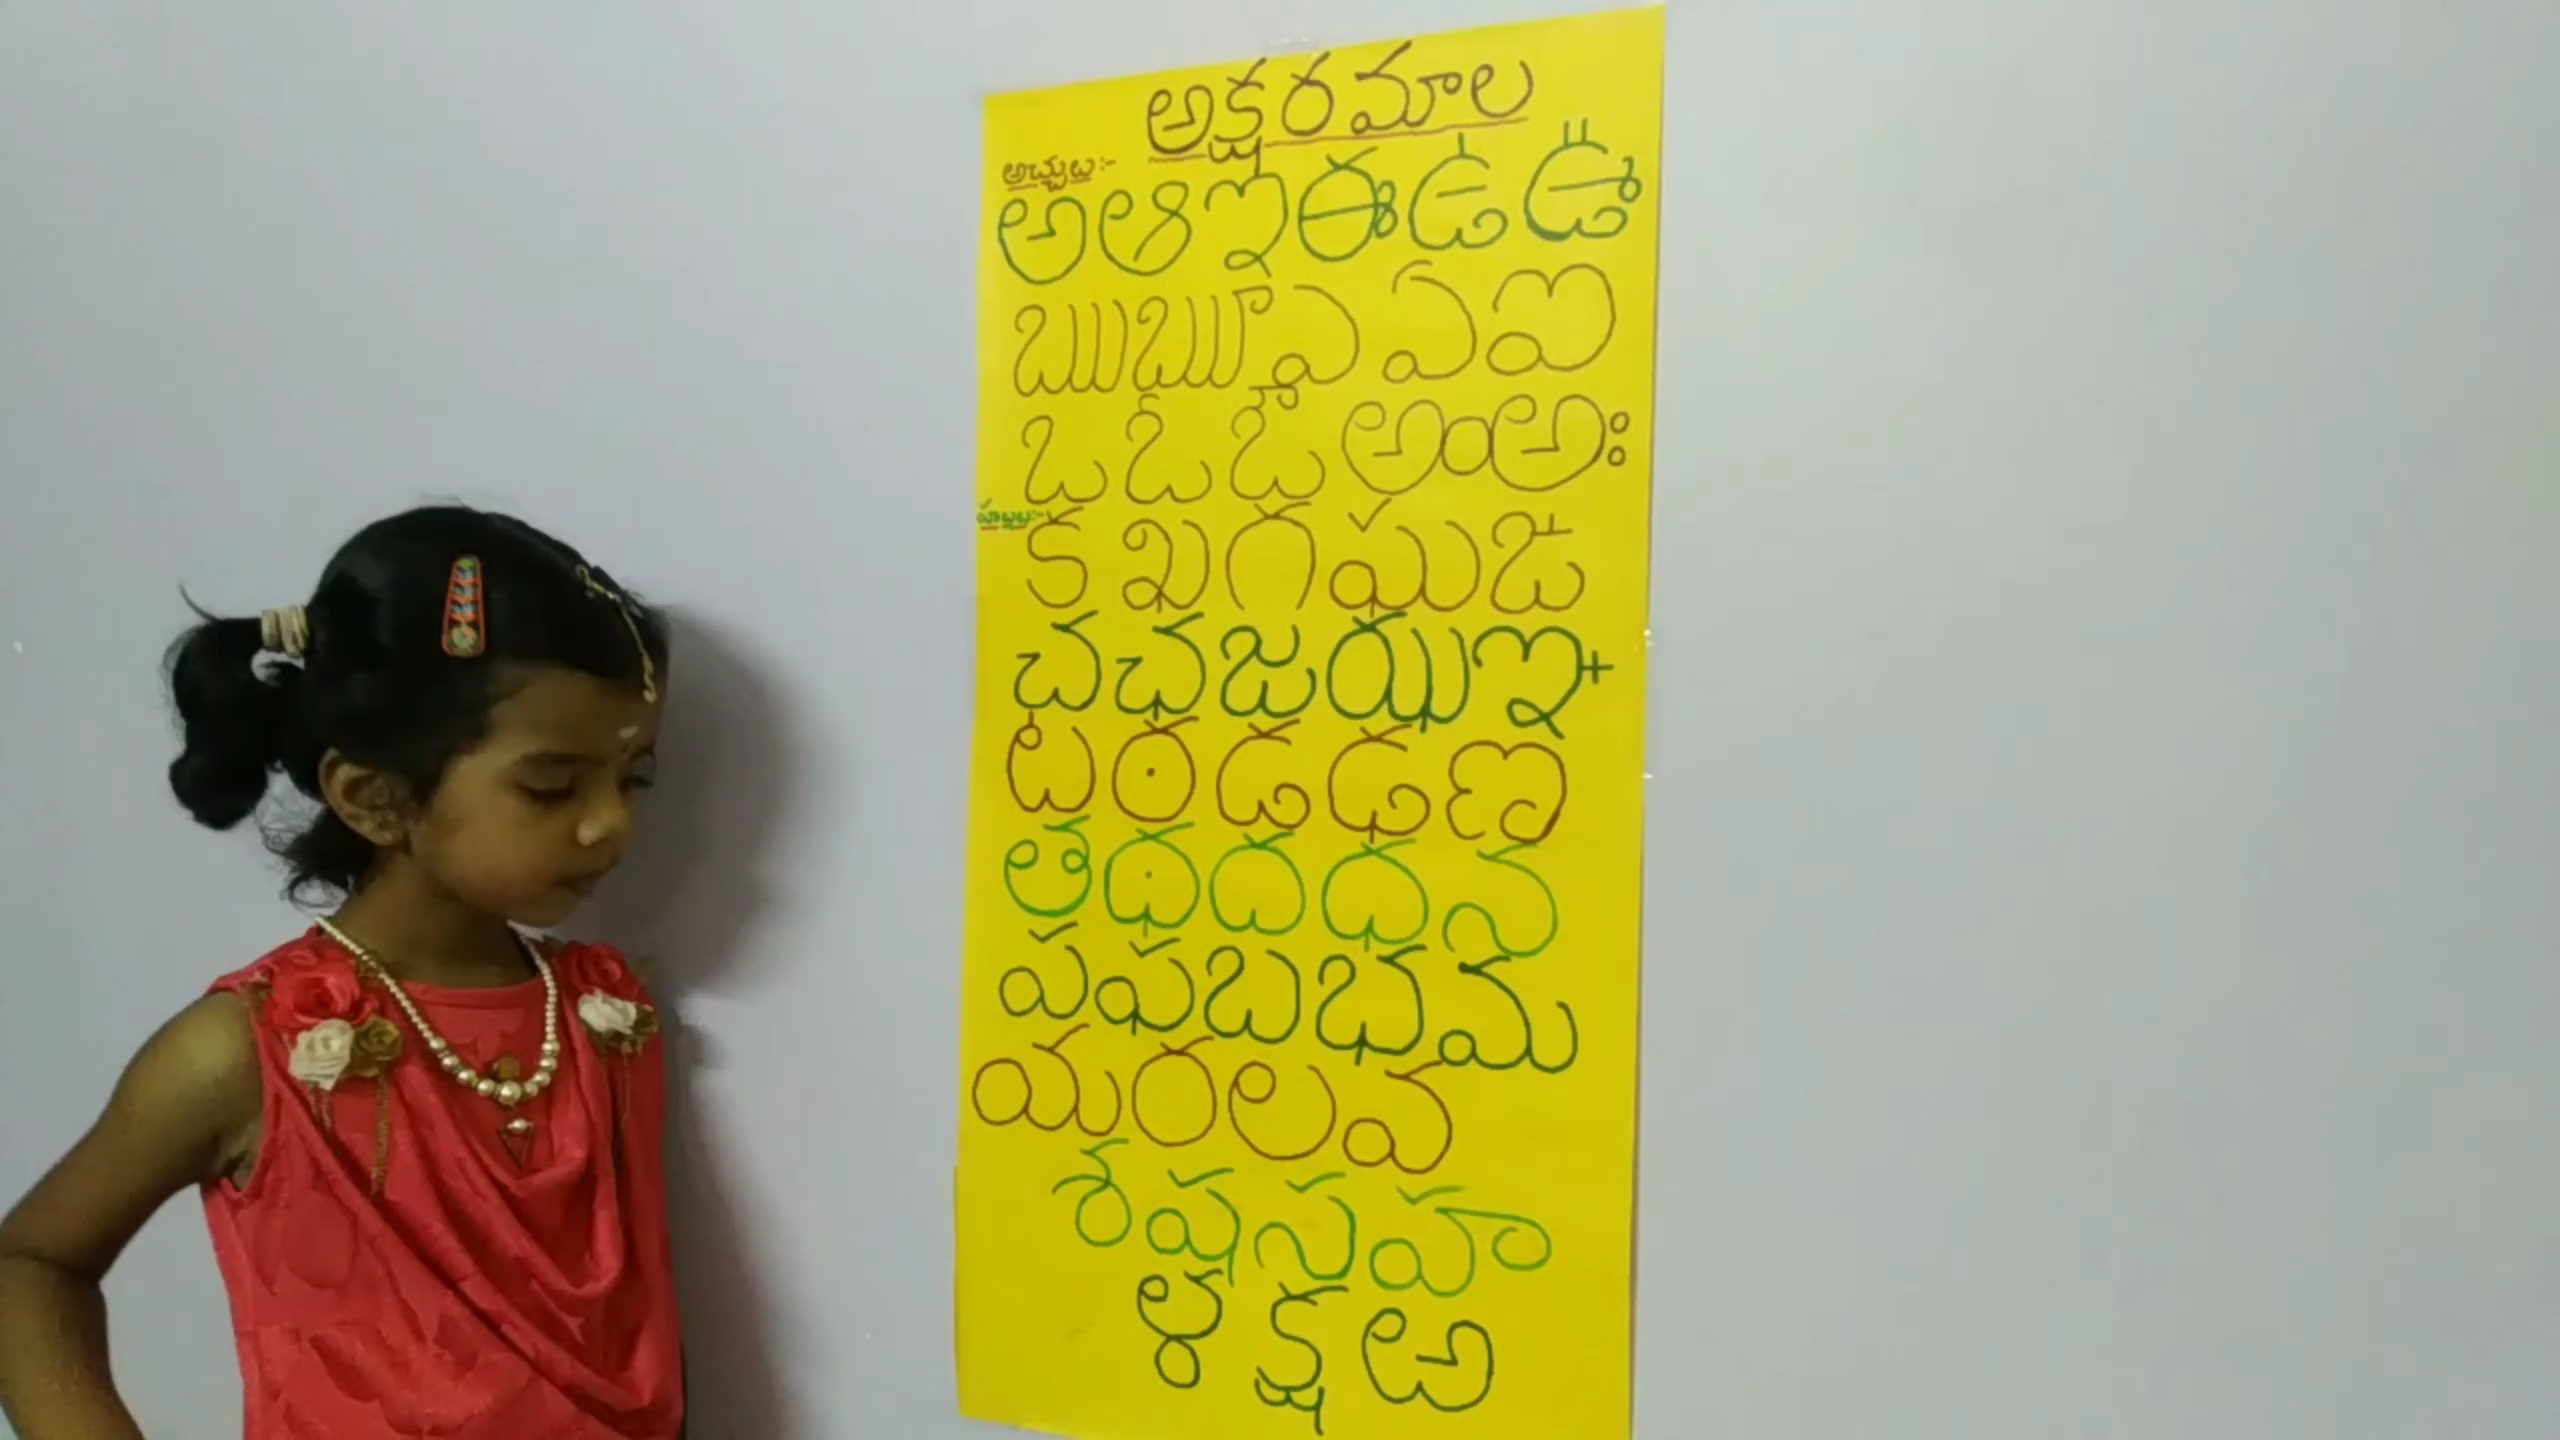 అక్షరమాల
అచ్చులు:-
అ ఆ ఇ ఈ ఉ ఊ
ఋ ౠ ఎ ఏ ఐ
ఒ ఓ ఔ అం అః
హల్లులు:-
క ఖ గ ఘ ఙ
చ ఛ జ ఝ ఞ
ట ఠ డ ఢ ణ
త థ ద ధ న
ప ఫ బ భ మ
య ర ల వ
శ ష స హ
ళ క్ష ఱ